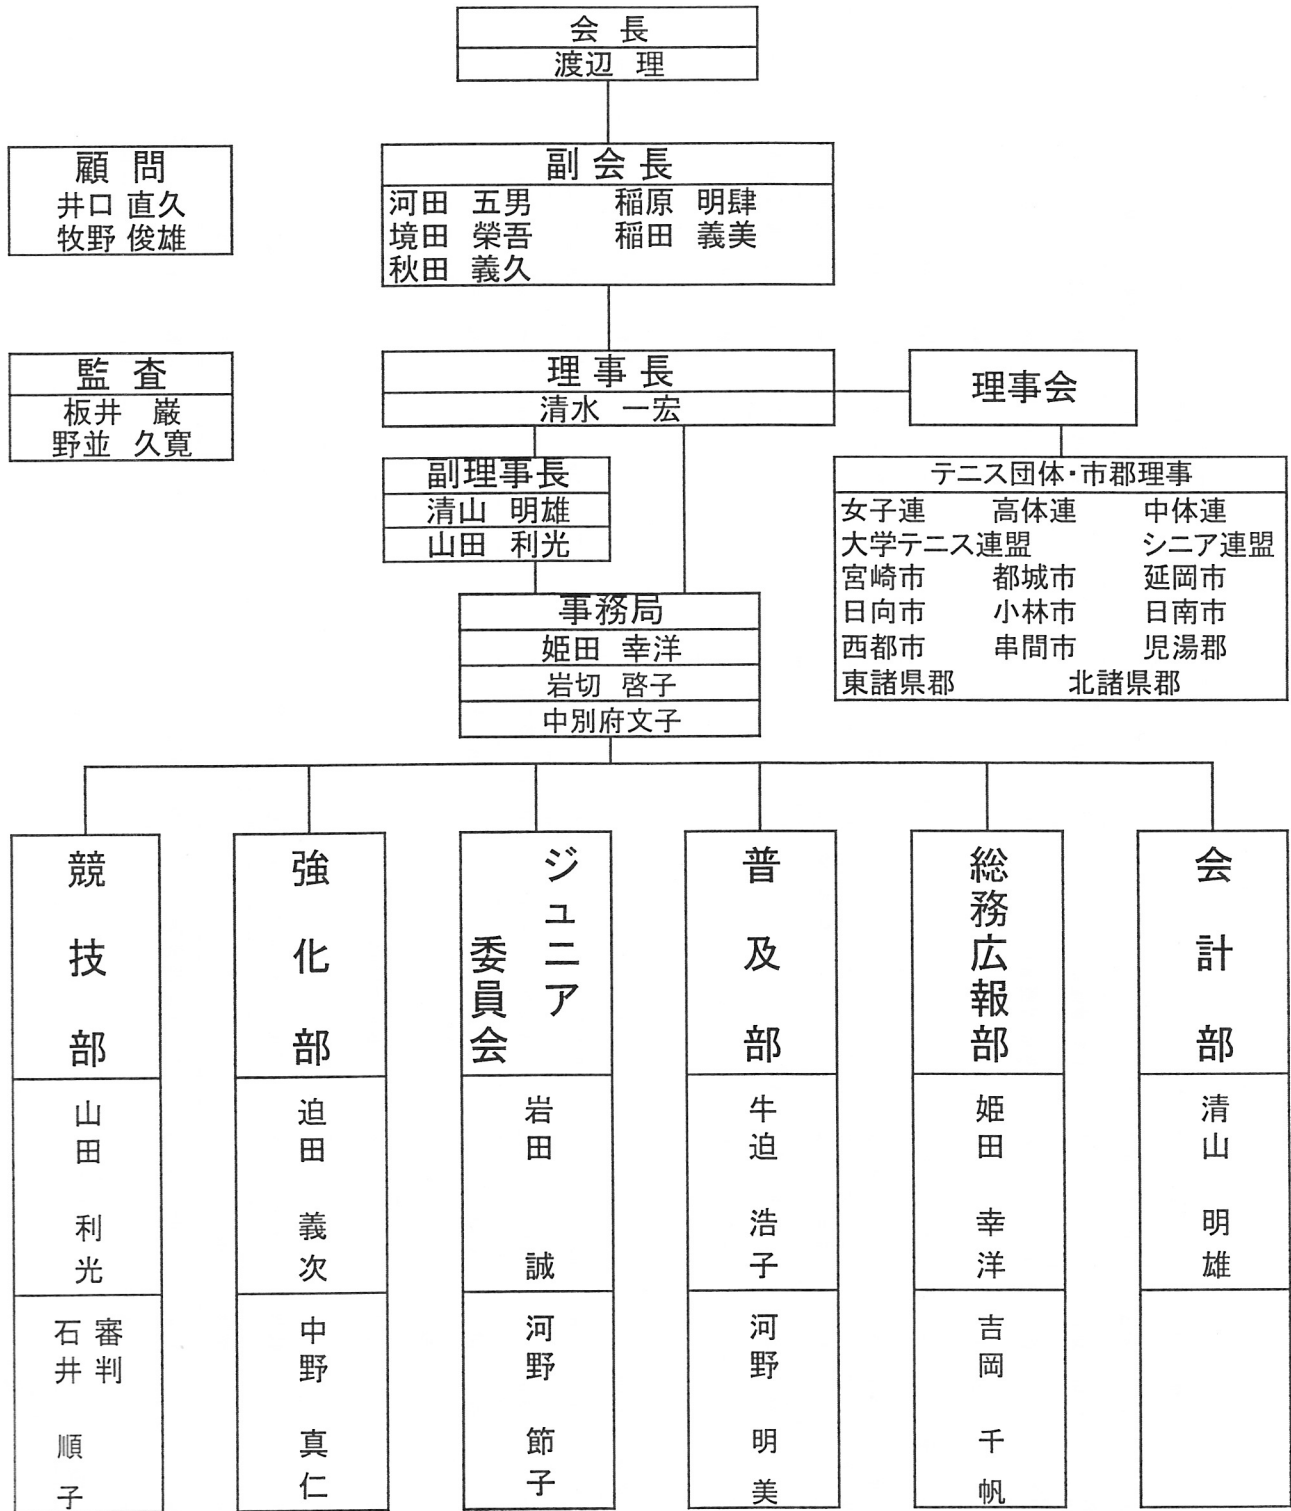 会長
渡辺 理
顧問
井口 直久
牧野 俊雄
副会長
河田 五男 稲原 明肆
境田 榮吾 稲田 義美
秋田 義久
監査
板井 巌
野並 久寛
理事長
清水 一宏
理事会
副理事長
清山 明雄
山田 利光
テニス団体・市郡理事
女子連 高体連 中体連
大学テニス連盟 シニア連盟
宮崎市 都城市 延岡市
日向市 小林市 日南市
西都市 串間市 児湯郡
東諸県郡 北諸県郡
事務局
姫田 幸洋
岩切 啓子
中別府文子
競技部
山田 利光
審判
石井 順子
強化部
迫田 義次
中野 真仁
ジュニア
委員会
岩田 誠
河野 節子
普及部
牛迫 浩子
河野 明美
総務広報部
姫田 幸洋
吉岡 千帆
会計部
清山 明雄